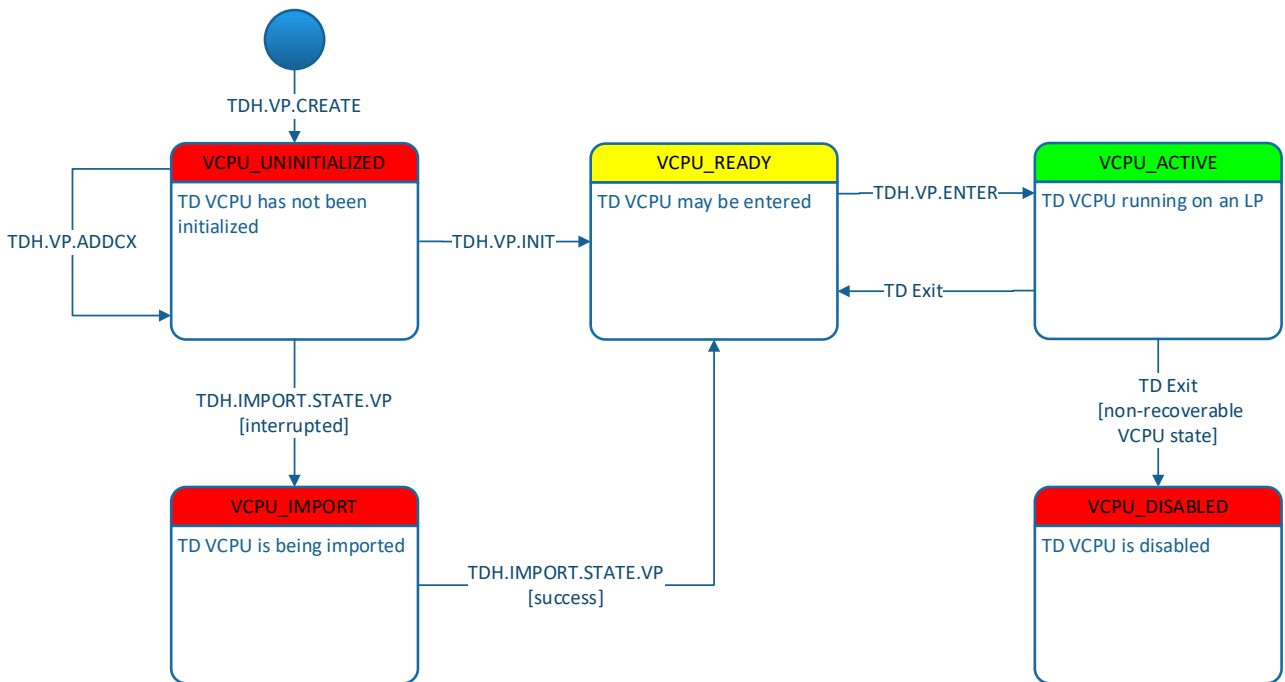 TDH.VP.CREATE
VCPU_UNINITIALIZED
TD VCPU has not been
initialized
TDH.VP.ADDCX
TDH.VP.INIT
VCPU_READY
TD VCPU may be entered
TDH.VP.ENTER
TD Exit
VCPU_ACTIVE
TD VCPU running on an LP
TDH.IMPORT.STATE.VP
[interrupted]
TD Exit
[non-recoverable
VCPU state]
VCPU_IMPORT
TD VCPU is being imported
TDH.IMPORT.STATE.VP
[success]
VCPU_DISABLED
TD VCPU is disabled